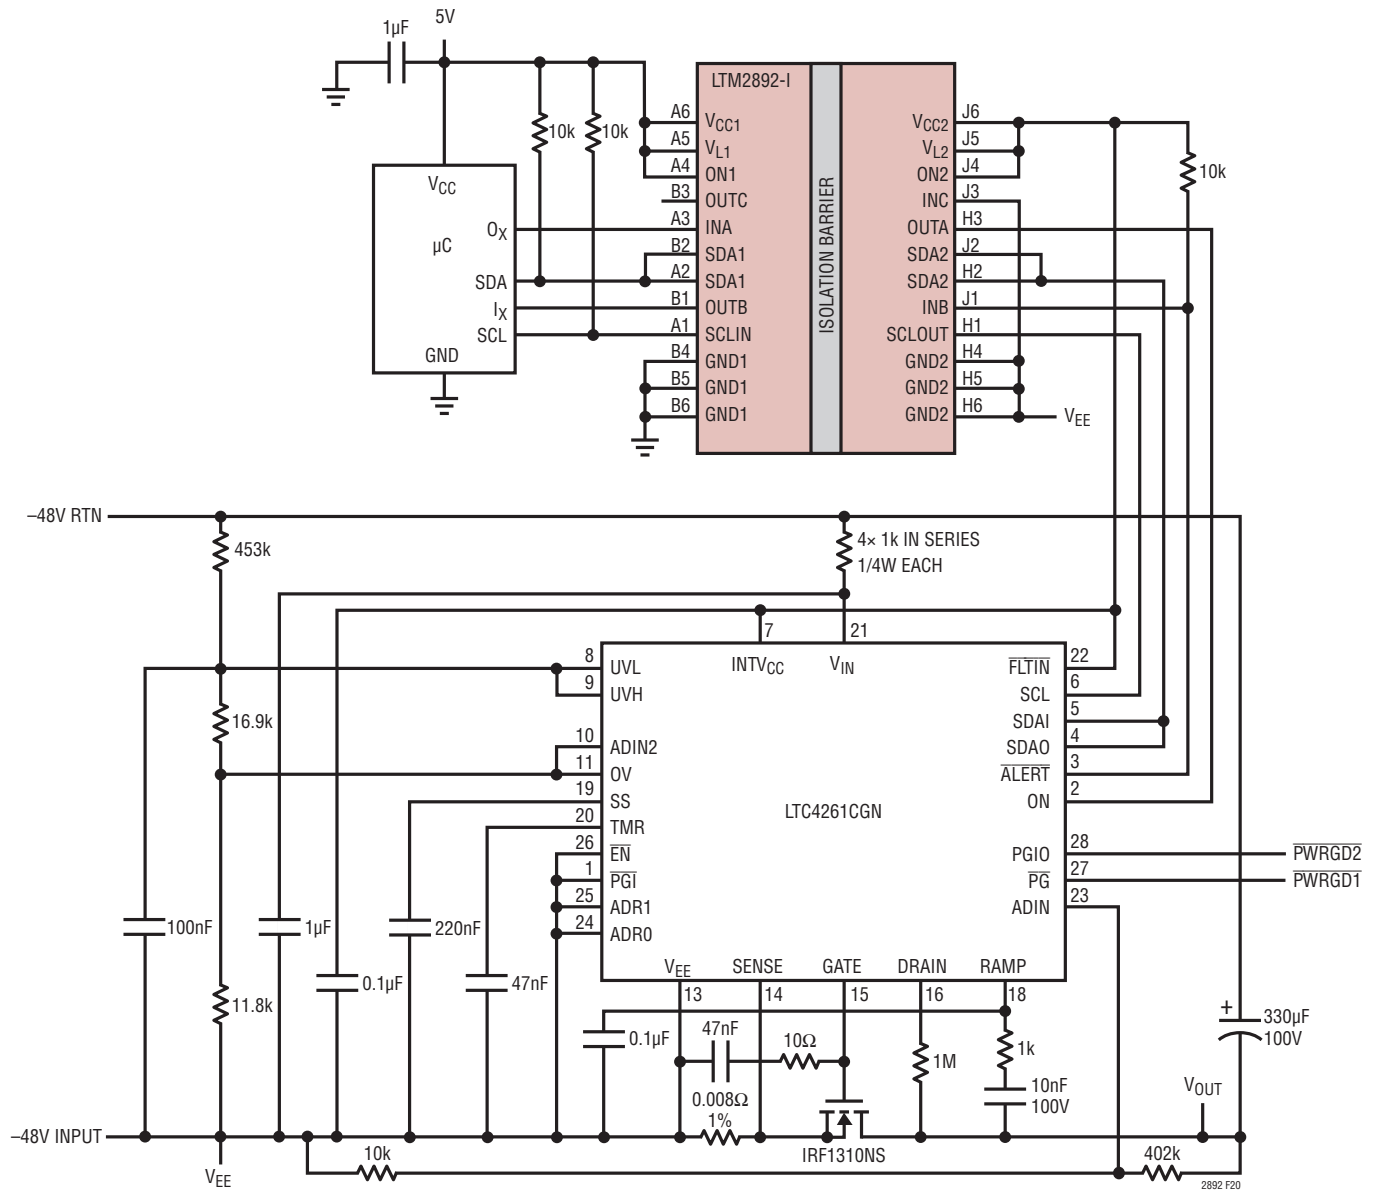 5V
1µF
LTM2892-I
10k
10k
10k
A6
A5
A4
B3
A3
B2
A2
B1
A1
B4
B5
B6
VCC1
VL1
ON1
OUTC
INA
SDA1
SDA1
OUTB
SCLIN
GND1
GND1
GND1
ISOLATION BARRIER
VCC2
VL2
ON2
INC
OUTA
SDA2
SDA2
INB
SCLOUT
GND2
GND2
GND2
J6
J5
J4
J3
H3
J2
H2
J1
H1
H4
H5
H6
VEE
VCC
µC
OX
SDA
IX
SCL
GND
–48V RTN
453k
4× 1k IN SERIES
1/4W EACH
7
21
INTVCC
VIN
8
UVL
9
UVH
10
ADIN2
11
OV
19
SS
20
TMR
26
EN
1
PGI
25
ADR1
24
ADR0
LTC4261CGN
FLTIN
22
SCL
6
SDAI
5
SDAO
4
ALERT
3
ON
2
PGIO
28
PWRGD2
PG
27
PWRGD1
ADIN
23
VEE
SENSE
GATE
DRAIN
RAMP
13
14
15
16
18
16.9k
11.8k
100nF
1µF
0.1µF
220nF
47nF
0.1µF
47nF
10Ω
0.008Ω
1%
1M
1k
10nF
100V
330µF
100V
+
VOUT
–48V INPUT
VEE
10k
IRF1310NS
402k
2892 F20